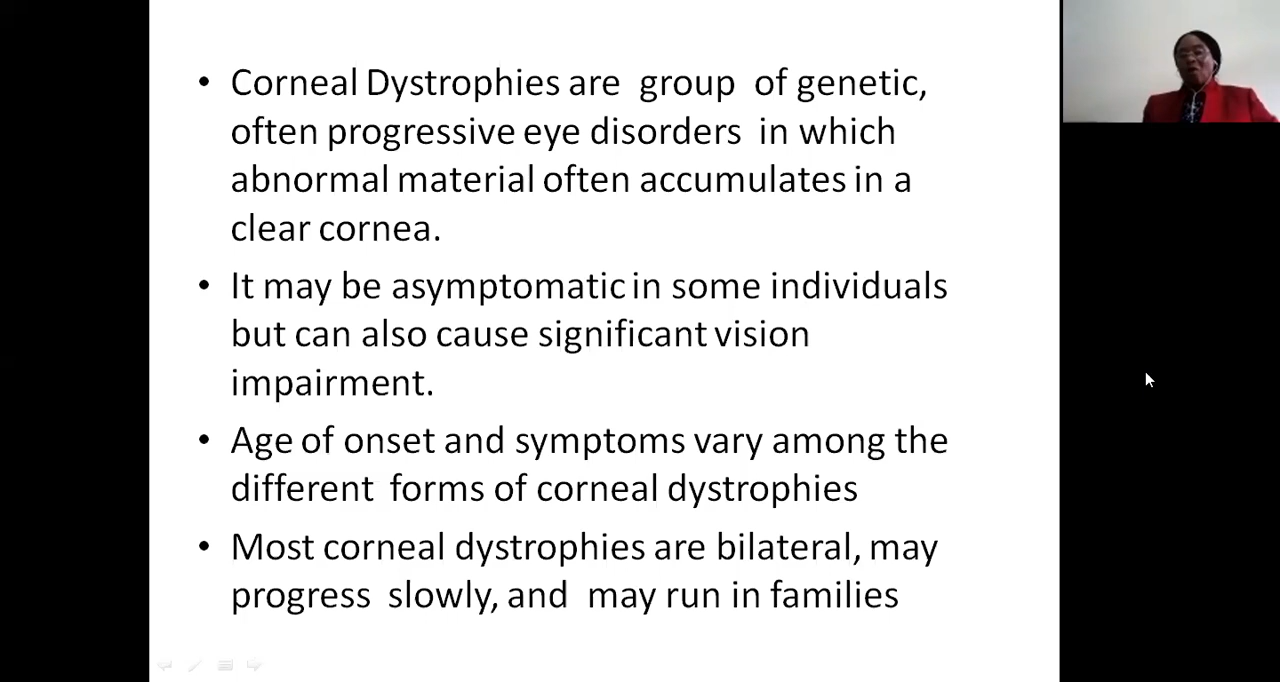 • Corneal Dystrophies are group of genetic,
often progressive eye disorders in which
abnormal material often accumulates in a
clear cornea.
• It may be asymptomatic in some individuals
but can also cause significant vision
impairment.
• Age of onset and symptoms vary among the
different forms of corneal dystrophies
• Most corneal dystrophies are bilateral, may
progress slowly, and may run in families